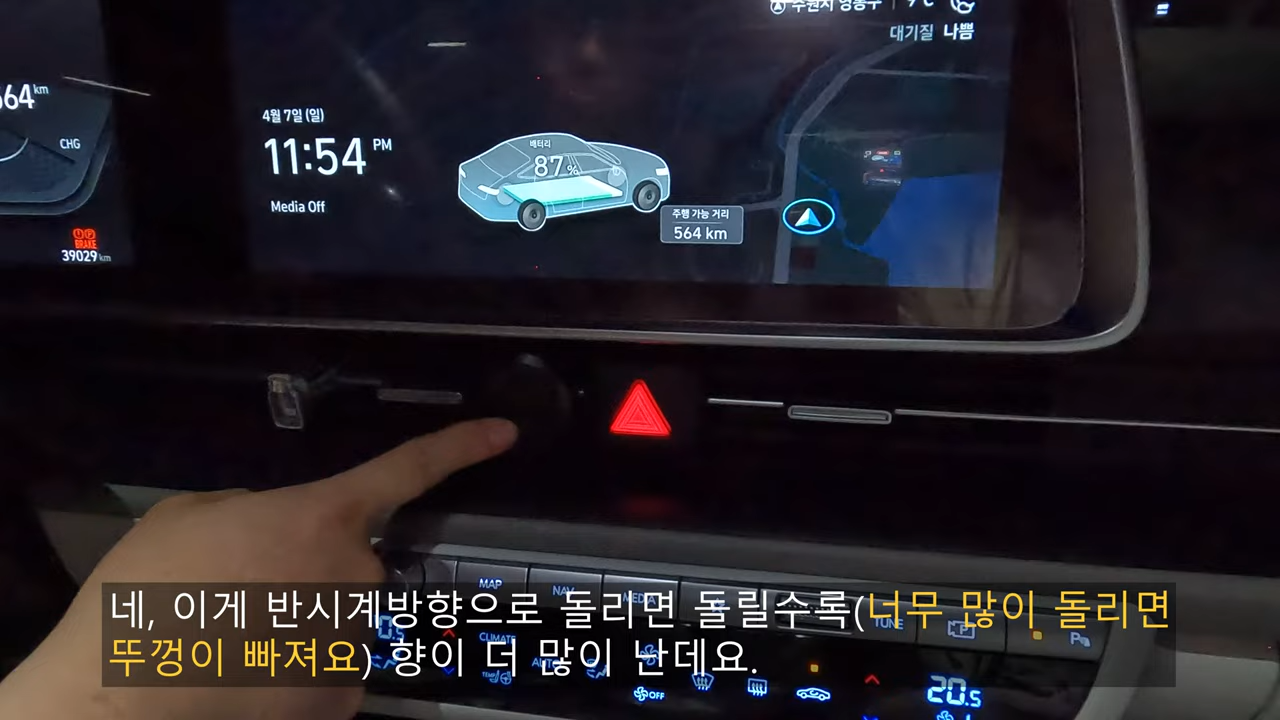 대기질 나쁨
64km
4월 7일 (일)
11:54 PM
Media Off
CHG
배터리
87%
주행 가능 거리
564 km
BRAKE
39029 km
MAP
NAV
MEDIA
TUNE
P
CLIMATE
AUTO
TEMP
OFF
20.5
네, 이게 반시계방향으로 돌리면 돌릴수록(너무 많이 돌리면
뚜껑이 빠져요) 향이 더 많이 난데요.